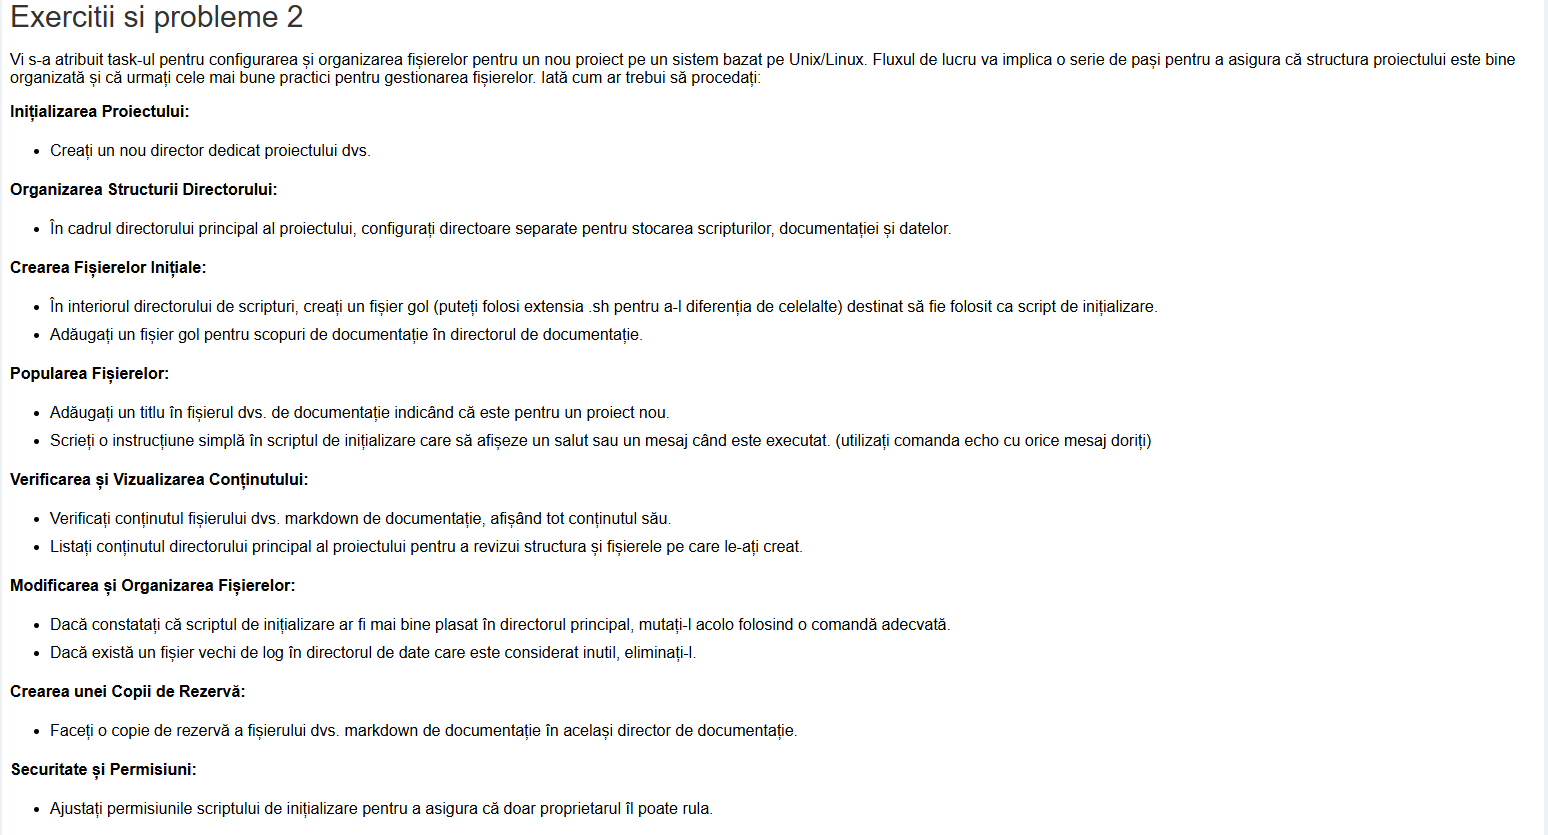 Exercitii si probleme 2
Vi s-a atribuit task-ul pentru configurarea și organizarea fișierelor pentru un nou proiect pe un sistem bazat pe Unix/Linux. Fluxul de lucru va implica o serie de pași pentru a asigura că structura proiectului este bine
organizată și că urmați cele mai bune practici pentru gestionarea fișierelor. Iată cum ar trebui să procedați:
Inițializarea Proiectului:
• Creați un nou director dedicat proiectului dvs.
Organizarea Structurii Directorului:
• În cadrul directorului principal al proiectului, configurați directoare separate pentru stocarea scripturilor, documentației și datelor.
Crearea Fișierelor Inițiale:
• În interiorul directorului de scripturi, creați un fișier gol (puteți folosi extensia .sh pentru a-l diferenția de celelalte) destinat să fie folosit ca script de inițializare.
• Adăugați un fișier gol pentru scopuri de documentație în directorul de documentație.
Popularea Fișierelor:
• Adăugați un titlu în fișierul dvs. de documentație indicând că este pentru un proiect nou.
• Scrieți o instrucțiune simplă în scriptul de inițializare care să afișeze un salut sau un mesaj când este executat. (utilizați comanda echo cu orice mesaj doriți)
Verificarea și Vizualizarea Conținutului:
• Verificați conținutul fișierului dvs. markdown de documentație, afișând tot conținutul său.
• Listați conținutul directorului principal al proiectului pentru a revizui structura și fișierele pe care le-ați creat.
Modificarea și Organizarea Fișierelor:
• Dacă constatați că scriptul de inițializare ar fi mai bine plasat în directorul principal, mutați-l acolo folosind o comandă adecvată.
• Dacă există un fișier vechi de log în directorul de date care este considerat inutil, eliminați-l.
Crearea unei Copii de Rezervă:
• Faceți o copie de rezervă a fișierului dvs. markdown de documentație în același director de documentație.
Securitate și Permisiuni:
• Ajustați permisiunile scriptului de inițializare pentru a asigura că doar proprietarul îl poate rula.